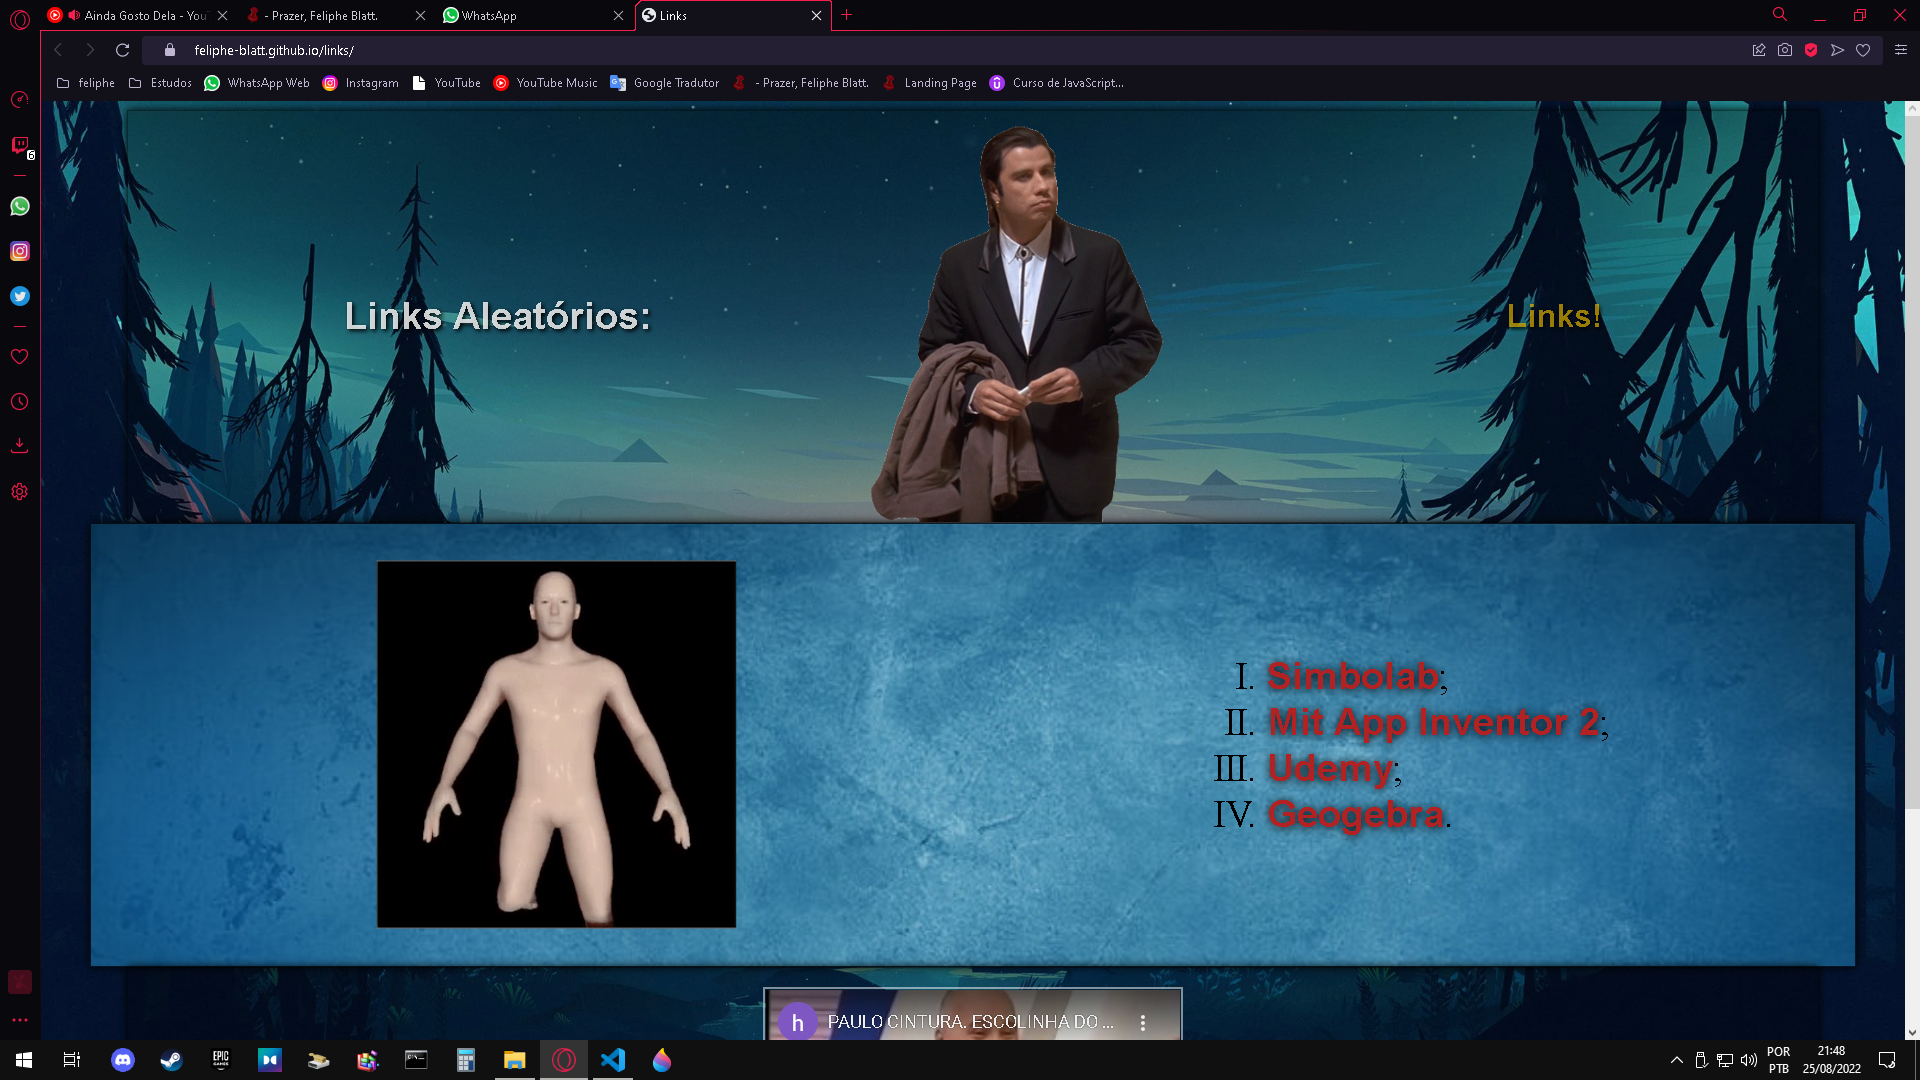 Ainda Gosto Dela - You
- Prazer, Feliphe Blatt.
WhatsApp
Links
feliphe-blatt.github.io/links/
feliphe
Estudos
WhatsApp Web
Instagram
YouTube
YouTube Music
Google Tradutor
- Prazer, Feliphe Blatt.
Landing Page
Curso de JavaScript...
6
Links Aleatórios:
Links!
I. Simbolab;
II. Mit App Inventor 2;
III. Udemy;
IV. Geogebra.
h
PAULO CINTURA. ESCOLINHA DO ...
EPIC
GAMES
POR
PTB
21:48
25/08/2022